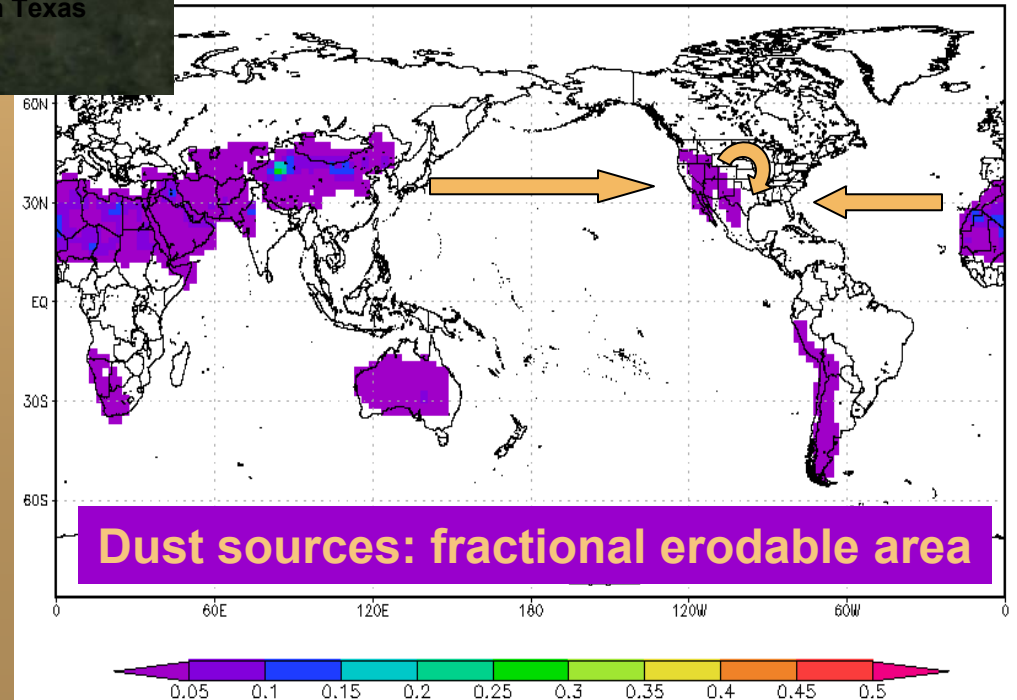 n Texas
60N
30N
EQ
30S
60S
Dust sources: fractional erodable area
0 60E 120E 180 120W 60W 0
0.05 0.1 0.15 0.2 0.25 0.3 0.35 0.4 0.45 0.5